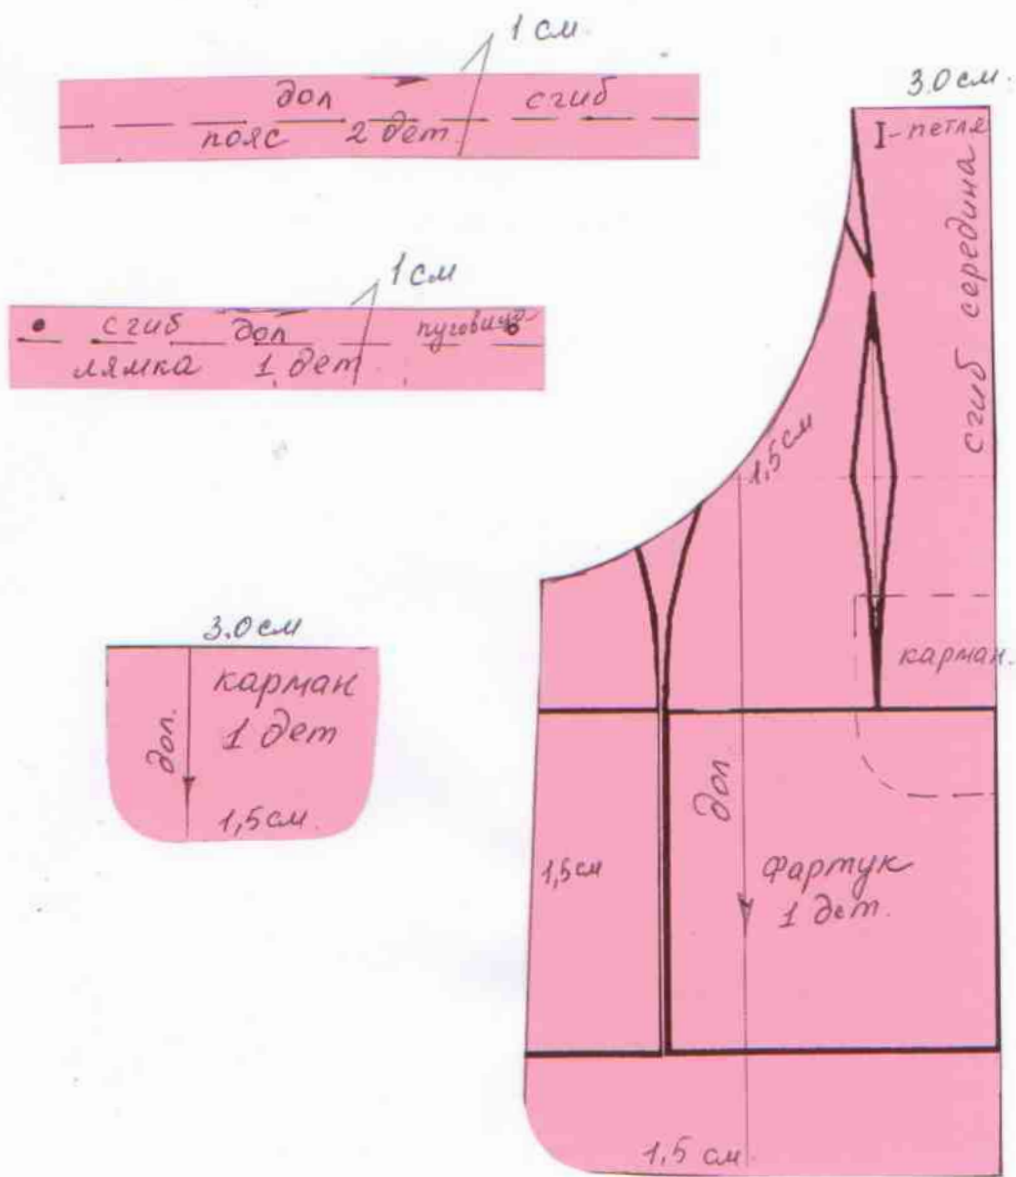 1 см.
дол сгиб
пояс 2 дет
1 см
сгиб дол пуговица
лямка 1 дет
3.0 см
карман
1 дет
дол.
1,5 см.
3.0 см.
I-петля
сгиб середина
1,5 см
карман.
дол.
1,5 см
Фартук
1 дет.
1,5 см